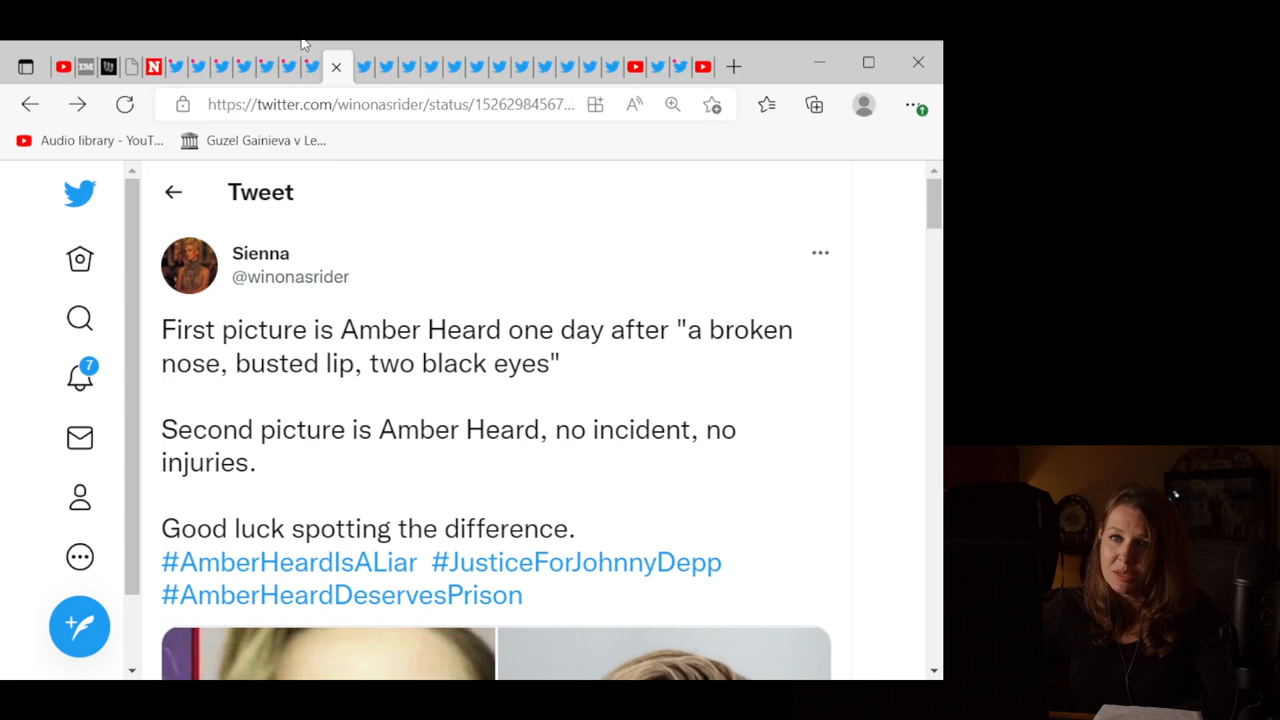 https://twitter.com/winonasrider/status/15262984567...
Audio library - YouT...
Guzel Gainieva v Le...
Tweet
Sienna
@winonasrider
7
First picture is Amber Heard one day after "a broken
nose, busted lip, two black eyes"
Second picture is Amber Heard, no incident, no
injuries.
Good luck spotting the difference.
#AmberHeardIsALiar #JusticeForJohnnyDepp
#AmberHeardDeservesPrison